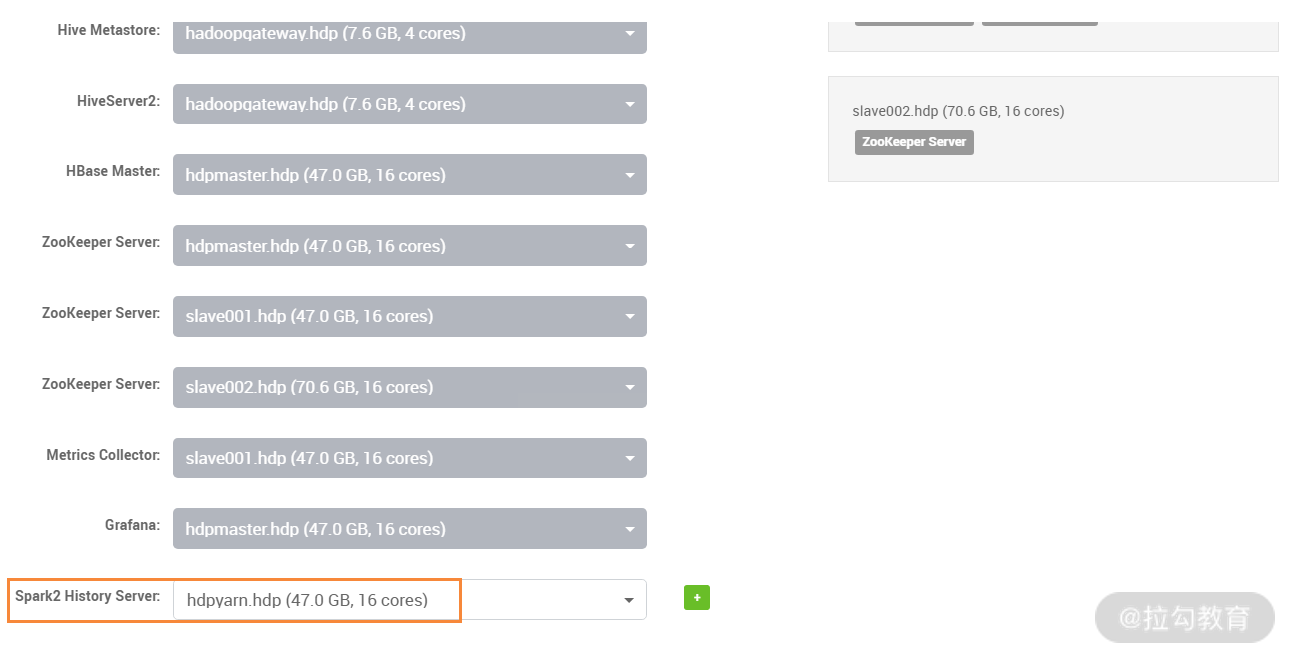 Hive Metastore: hadoopgateway.hdp (7.6 GB, 4 cores)
HiveServer2: hadoopgateway.hdp (7.6 GB, 4 cores)
HBase Master: hdpmaster.hdp (47.0 GB, 16 cores)
ZooKeeper Server: hdpmaster.hdp (47.0 GB, 16 cores)
ZooKeeper Server: slave001.hdp (47.0 GB, 16 cores)
ZooKeeper Server: slave002.hdp (70.6 GB, 16 cores)
Metrics Collector: slave001.hdp (47.0 GB, 16 cores)
Grafana: hdpmaster.hdp (47.0 GB, 16 cores)
Spark2 History Server: hdpyarn.hdp (47.0 GB, 16 cores) +
slave002.hdp (70.6 GB, 16 cores)
ZooKeeper Server
@拉勾教育